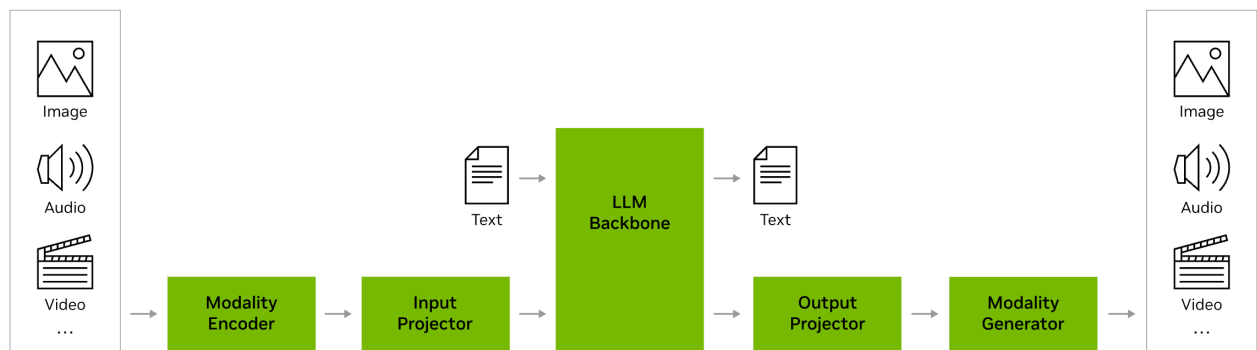 Image
Audio
Video
...
Modality
Encoder
Input
Projector
Text
LLM
Backbone
Text
Output
Projector
Modality
Generator
Image
Audio
Video
...